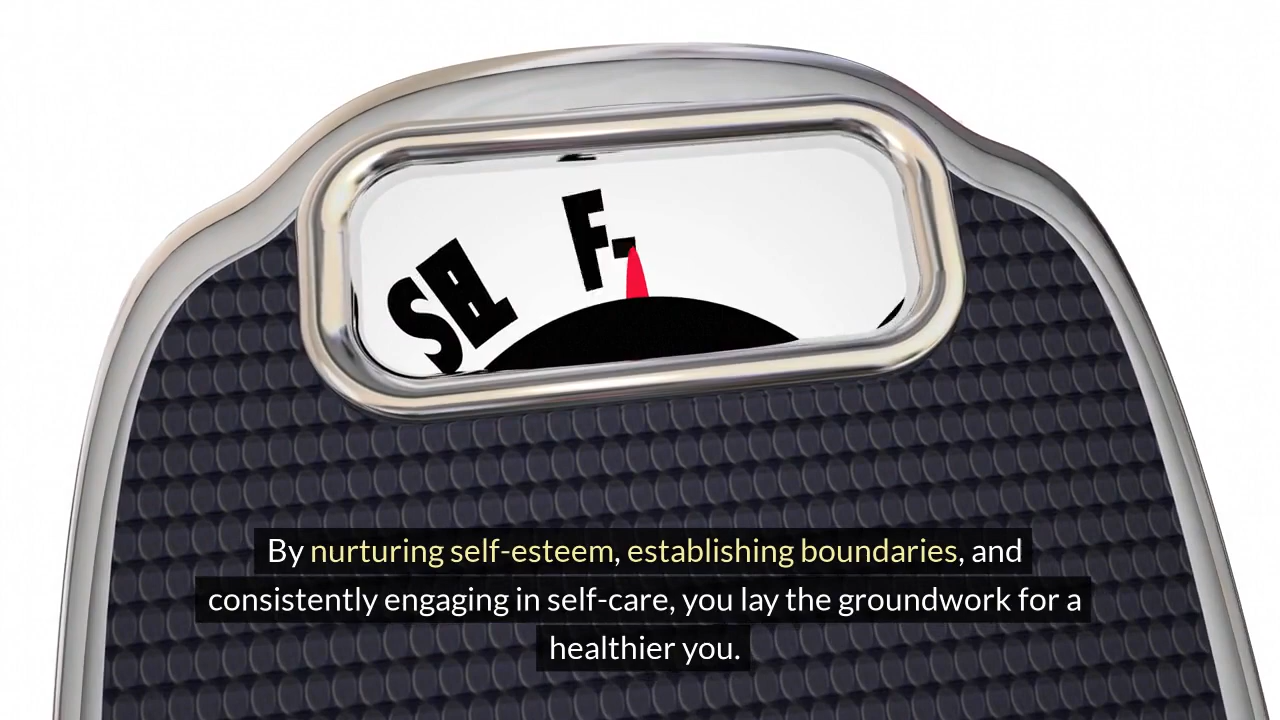 SEL F-
By nurturing self-esteem, establishing boundaries, and
consistently engaging in self-care, you lay the groundwork for a
healthier you.